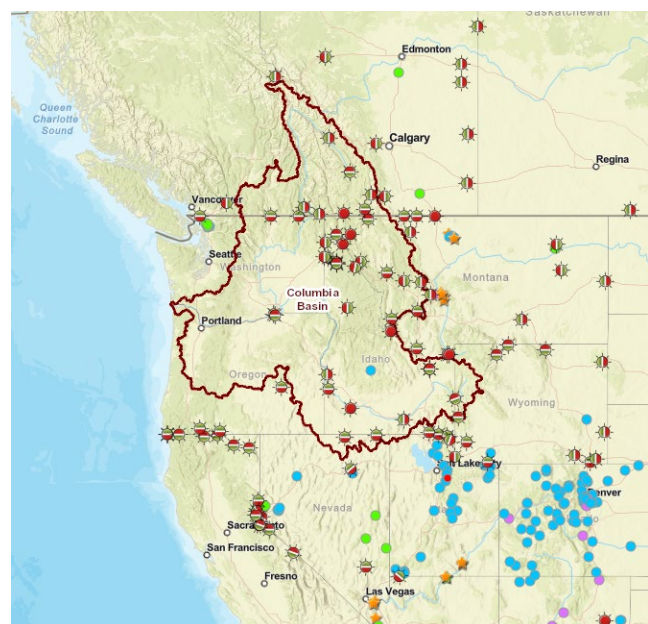 Saskatchewan
Edmonton
Queen
Charlotte
Sound
Calgary
Regina
Vancouver
Seattle
Washington
Montana
Columbia
Basin
Portland
Idaho
Oregon
Wyoming
Salt Lake City
Denver
Nevada
Sacramento
San Francisco
Fresno
Las Vegas